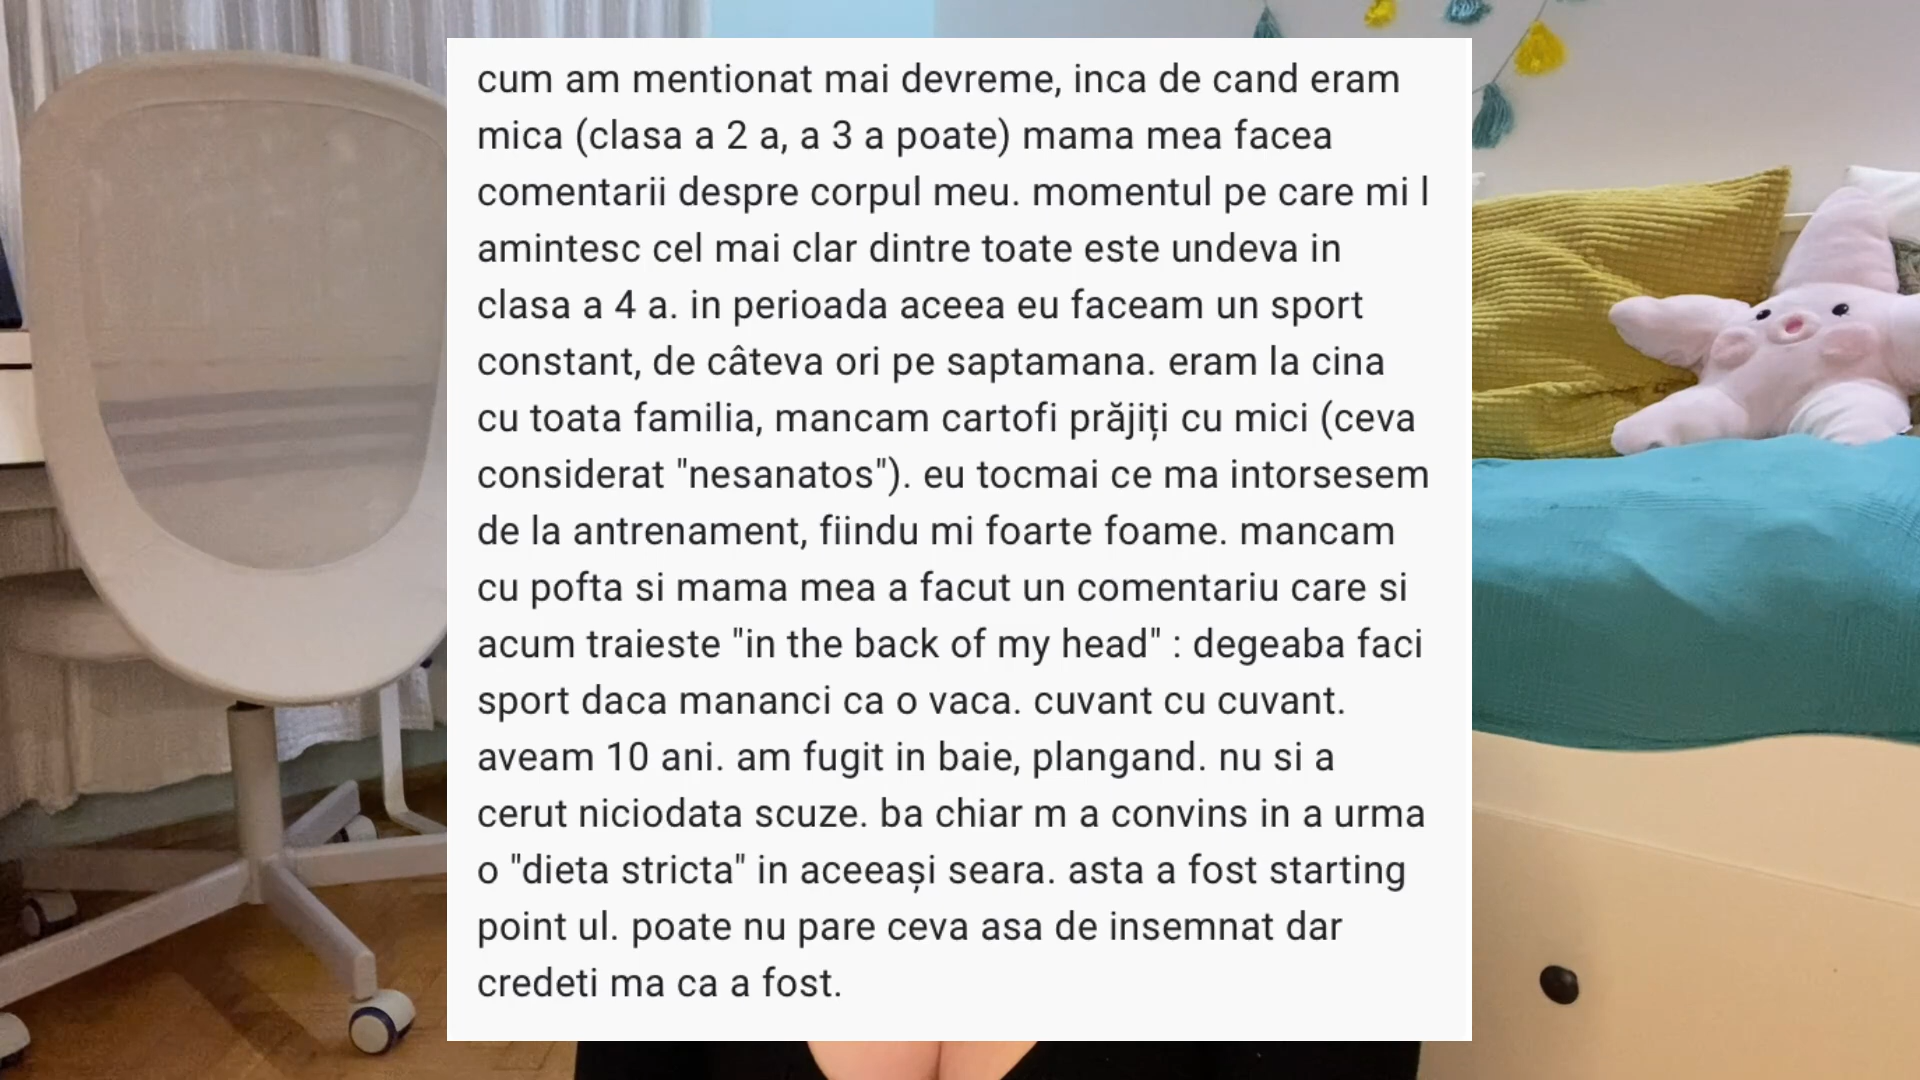 cum am mentionat mai devreme, inca de cand eram
mica (clasa a 2 a, a 3 a poate) mama mea facea
comentarii despre corpul meu. momentul pe care mi l
amintesc cel mai clar dintre toate este undeva in
clasa a 4 a. in perioada aceea eu faceam un sport
constant, de câteva ori pe saptamana. eram la cina
cu toata familia, mancam cartofi prăjiți cu mici (ceva
considerat "nesanatos"). eu tocmai ce ma intorsesem
de la antrenament, fiindu mi foarte foame. mancam
cu pofta si mama mea a facut un comentariu care si
acum traieste "in the back of my head" : degeaba faci
sport daca mananci ca o vaca. cuvant cu cuvant.
aveam 10 ani. am fugit in baie, plangand. nu si a
cerut niciodata scuze. ba chiar m a convins in a urma
o "dieta stricta" in aceeași seara. asta a fost starting
point ul. poate nu pare ceva asa de insemnat dar
credeti ma ca a fost.